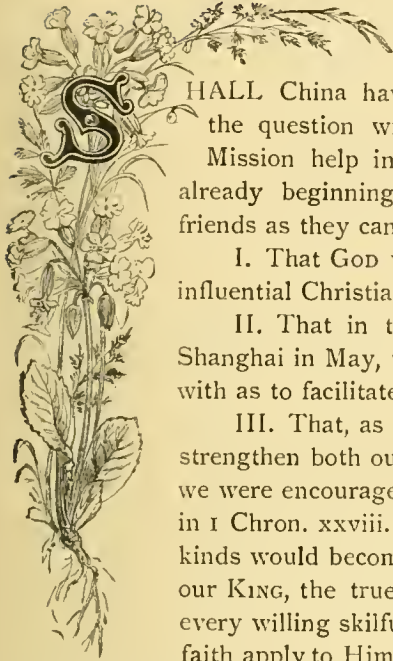 SHALL China hav
the question wi
Mission help in
already beginning
friends as they can
I. That GOD
influential Christia
II. That in t
Shanghai in May,
with as to facilitate
III. That, as
strengthen both ou
we were encourage
in 1 Chron. xxviii.
kinds would becom
our KING, the true
every willing skilfu
faith apply to Him